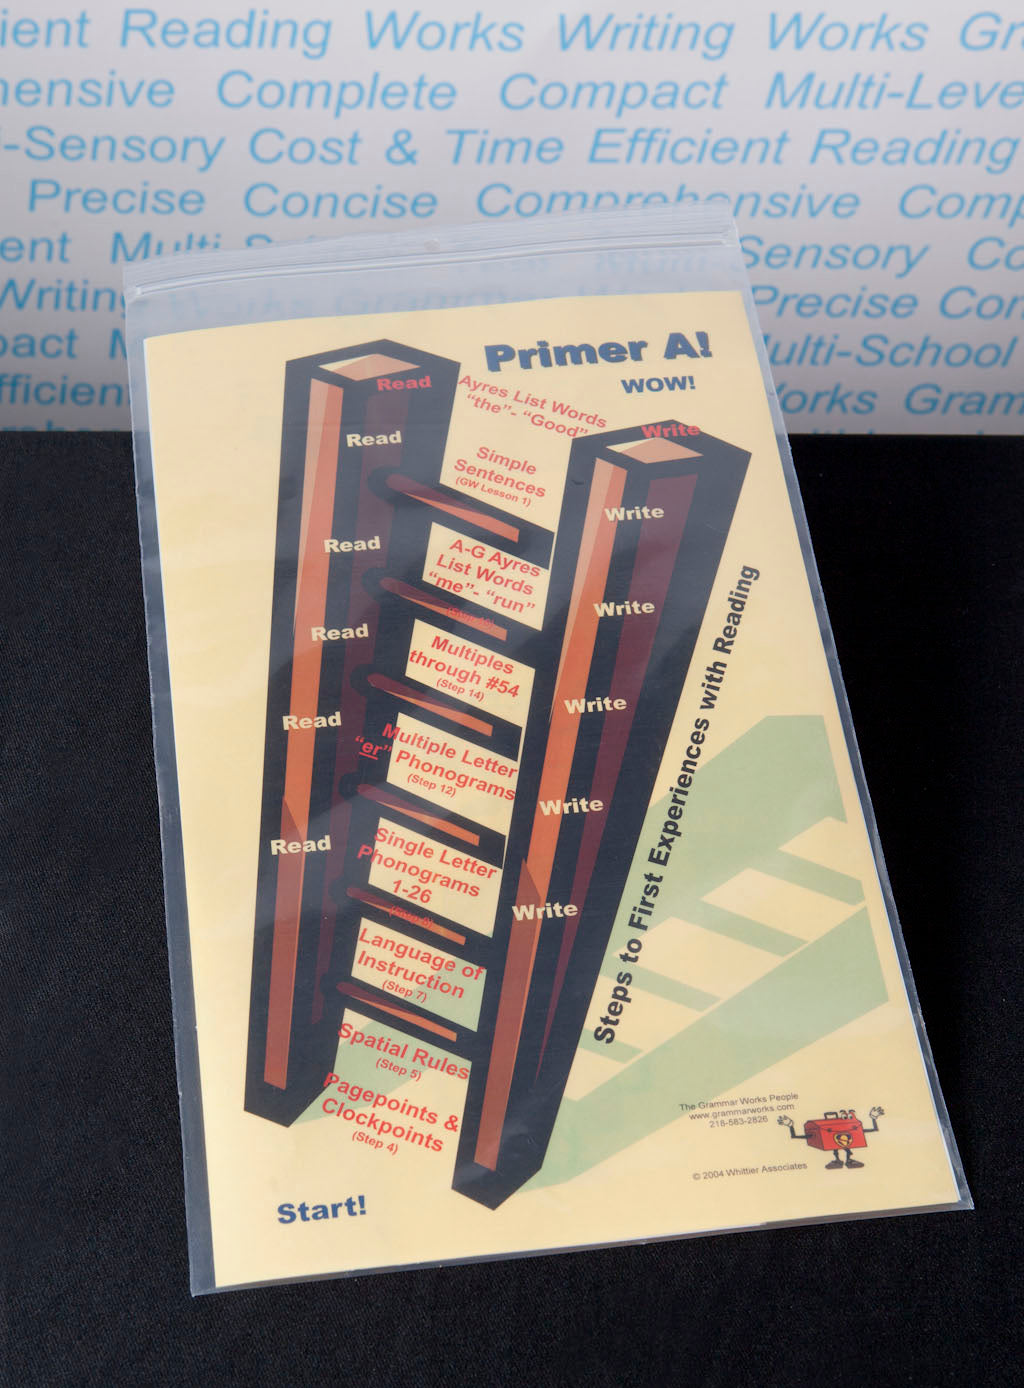 ient Reading Works Writing Works Gr
hensive Complete Compact Multi-Leve
i-Sensory Cost & Time Efficient Reading
Precise Concise Comprehensive Comp
ent Multi-S Sensory Co
Writing Works Grammar Works Precise Con
pact M ulti-School
fficient orks Gram
Primer A!
WOW!
Read
Ayres List Words
"the"- "Good"
Write
Read
Simple
Sentences
(GW Lesson 1)
Write
Read
A-G Ayres
List Words
"me"- "run"
Write
Read
Multiples
through #54
(Step 14)
Write
Read
"er" Multiple Letter
Phonograms
(Step 12)
Write
Read
Single Letter
Phonograms
1-26
Write
Language of
Instruction
(Step 7)
Spatial Rules
(Step 5)
Pagepoints &
Clockpoints
(Step 4)
Start!
Steps to First Experiences with Reading
The Grammar Works People
www.grammarworks.com
218-583-2826
© 2004 Whittier Associates